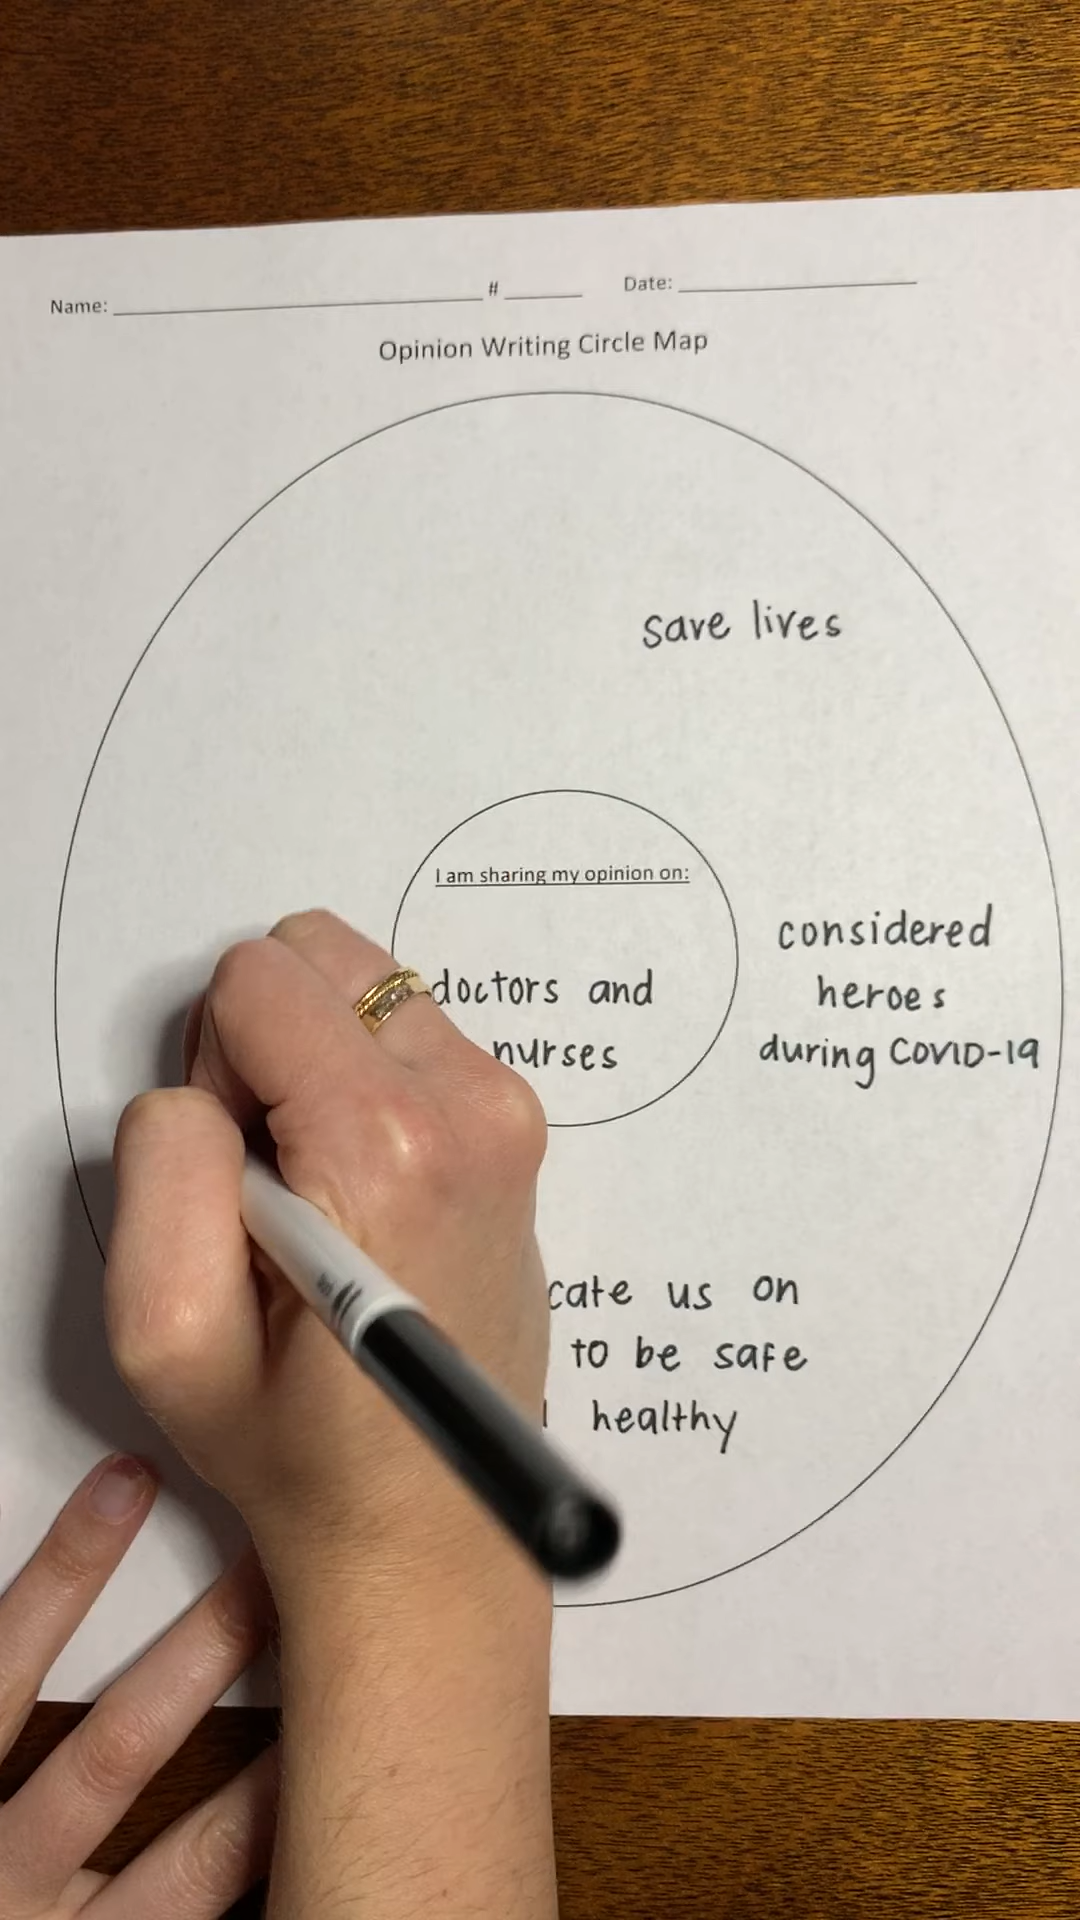 Name: # Date:
Opinion Writing Circle Map
save lives
I am sharing my opinion on:
doctors and
nurses
considered
heroes
during COVID-19
us on
to be safe
healthy